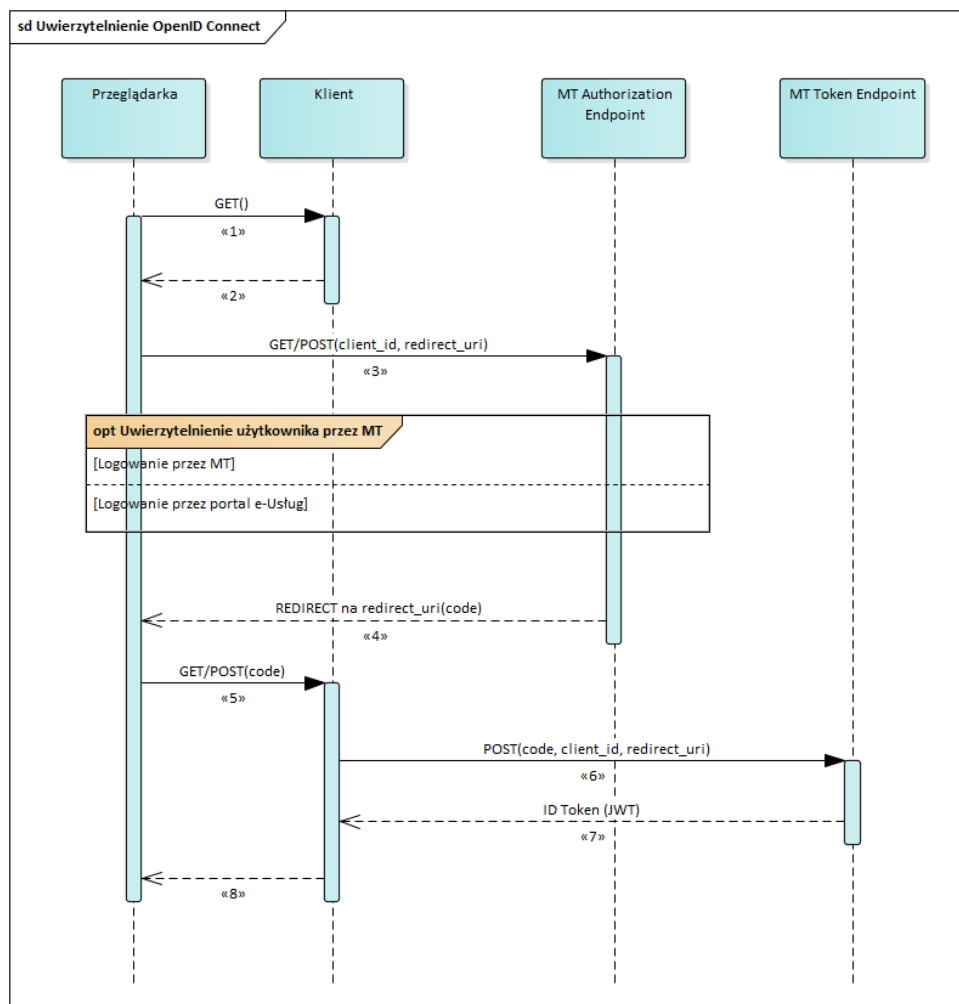 sd Uwierzytelnienie OpenID Connect
Przeglądarka
Klient
MT Authorization
Endpoint
MT Token Endpoint
GET()
«1»
«2»
GET/POST(client_id, redirect_uri)
«3»
opt Uwierzytelnienie użytkownika przez MT
[Logowanie przez MT]
[Logowanie przez portal e-Usług]
REDIRECT na redirect_uri(code)
«4»
GET/POST(code)
«5»
POST(code, client_id, redirect_uri)
«6»
ID Token (JWT)
«7»
«8»